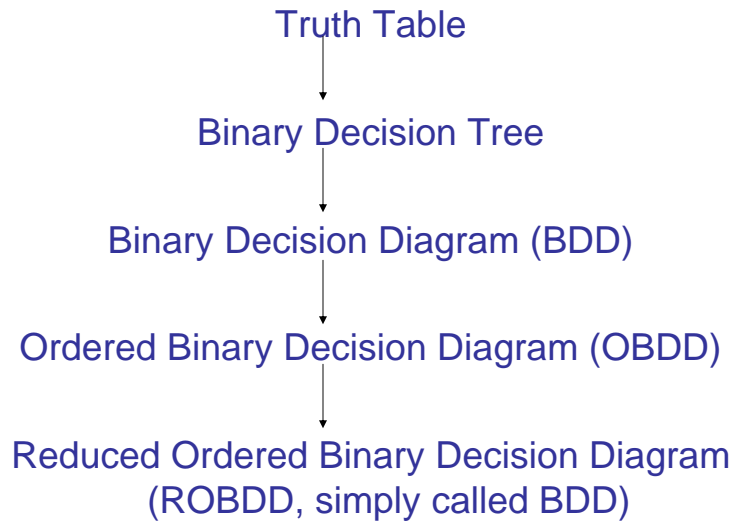 Truth Table
Binary Decision Tree
Binary Decision Diagram (BDD)
Ordered Binary Decision Diagram (OBDD)
Reduced Ordered Binary Decision Diagram
(ROBDD, simply called BDD)